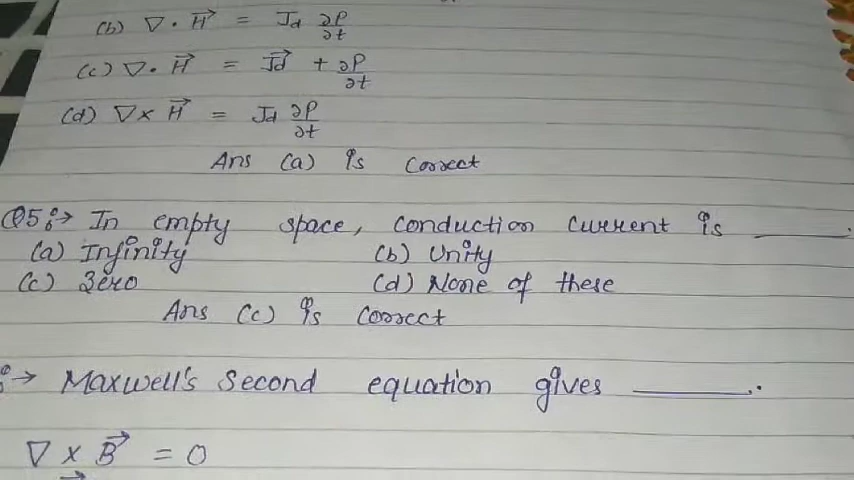 (b) ∇ · H⃗ = Jd ∂P/∂t
(c) ∇ · H⃗ = J⃗d + ∂P/∂t
(d) ∇ × H⃗ = Jd ∂P/∂t
Ans (a) is correct
Q5:→ In empty space, conduction current is ______.
(a) Infinity (b) Unity
(c) Zero (d) None of these
Ans (c) is correct
:→ Maxwell's second equation gives ______.
∇ × B⃗ = 0